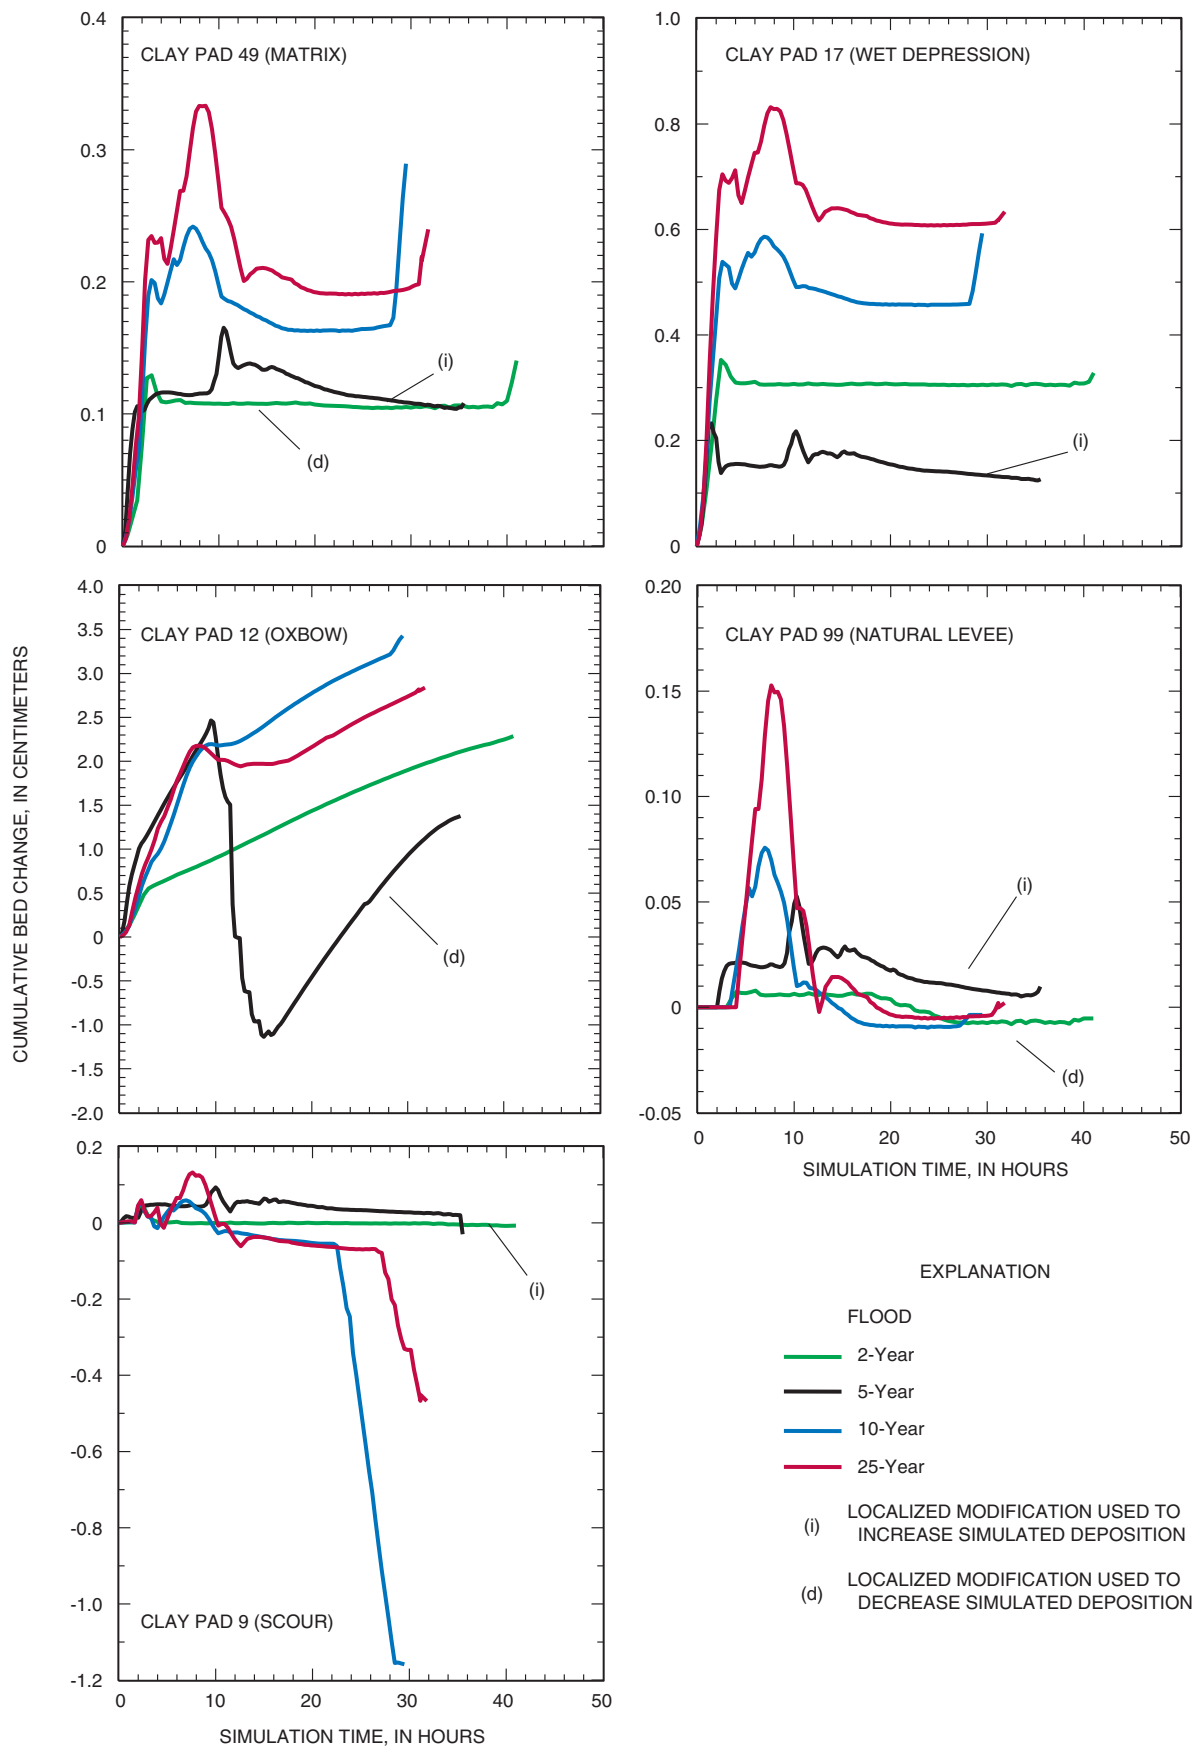 CLAY PAD 49 (MATRIX)
0.4
0.3
0.2
0.1
0
(i)
(d)
CLAY PAD 17 (WET DEPRESSION)
1.0
0.8
0.6
0.4
0.2
0
(i)
CUMULATIVE BED CHANGE, IN CENTIMETERS
CLAY PAD 12 (OXBOW)
4.0
3.5
3.0
2.5
2.0
1.5
1.0
0.5
0
-0.5
-1.0
-1.5
-2.0
(d)
CLAY PAD 99 (NATURAL LEVEE)
0.20
0.15
0.10
0.05
0
-0.05
(i)
(d)
0 10 20 30 40 50
SIMULATION TIME, IN HOURS
0.2
0
-0.2
-0.4
-0.6
-0.8
-1.0
-1.2
(i)
CLAY PAD 9 (SCOUR)
0 10 20 30 40 50
SIMULATION TIME, IN HOURS
EXPLANATION
FLOOD
2-Year
5-Year
10-Year
25-Year
(i) LOCALIZED MODIFICATION USED TO
INCREASE SIMULATED DEPOSITION
(d) LOCALIZED MODIFICATION USED TO
DECREASE SIMULATED DEPOSITION